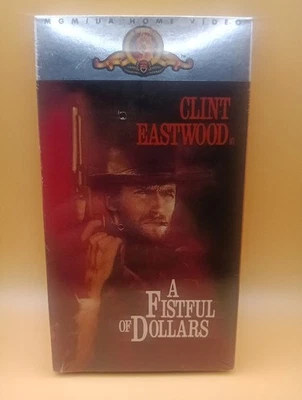 MGM/UA HOME VIDEO
CLINT
EASTWOOD
A
FISTFUL
OF DOLLARS